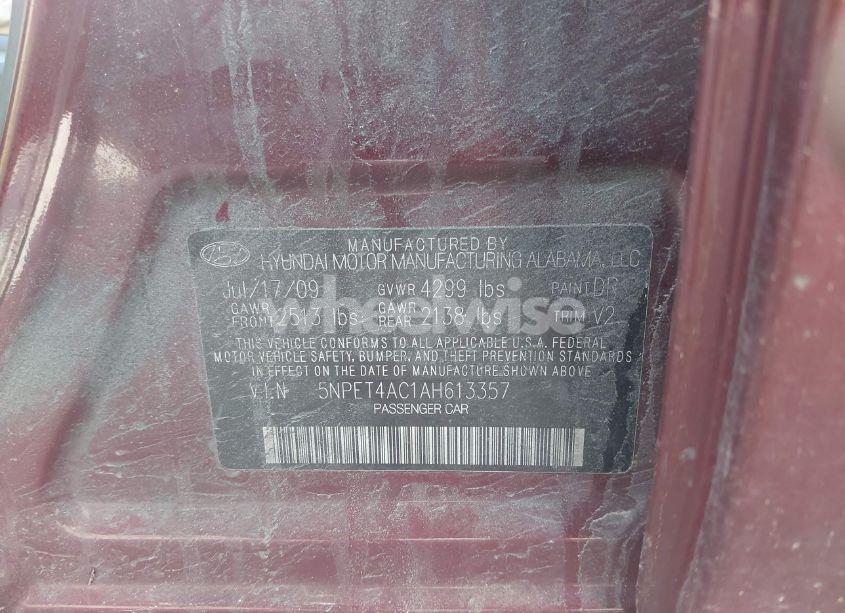 MANUFACTURED BY
HYUNDAI MOTOR MANUFACTURING ALABAMA, LLC
Jul/17/09 GVWR 4299 lbs PAINT DR
GAWR FRONT 2513 lbs GAWR REAR 2138 lbs TRIM V2
THIS VEHICLE CONFORMS TO ALL APPLICABLE U.S.A. FEDERAL
MOTOR VEHICLE SAFETY, BUMPER, AND THEFT PREVENTION STANDARDS
IN EFFECT ON THE DATE OF MANUFACTURE SHOWN ABOVE
V.I.N 5NPET4AC1AH613357
PASSENGER CAR
wheelwise